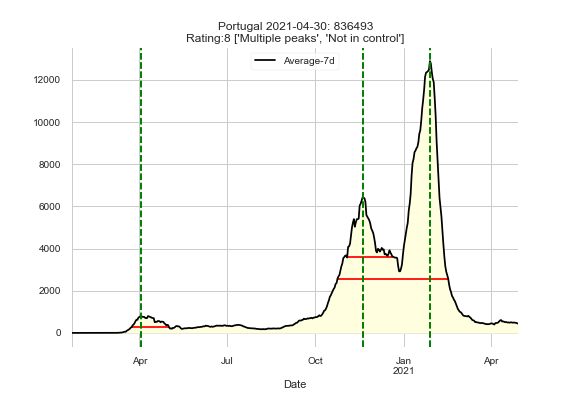 Portugal 2021-04-30: 836493
Rating:8 ['Multiple peaks', 'Not in control']
Average-7d
12000
10000
8000
6000
4000
2000
0
Apr Jul Oct Jan Apr
2021
Date